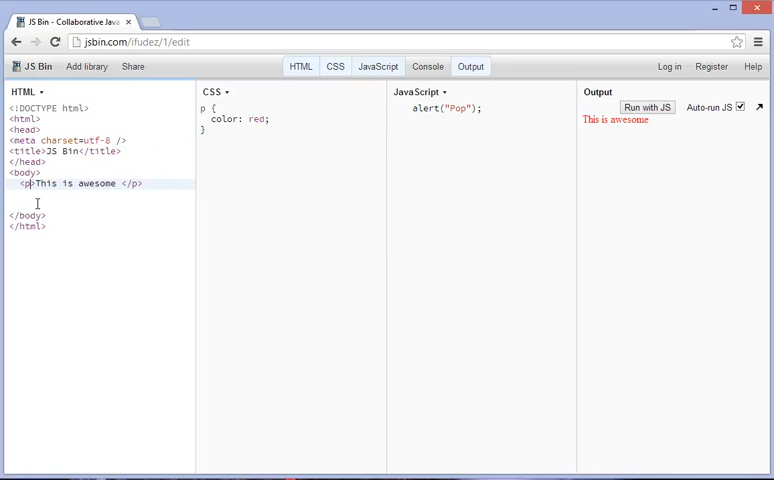 JS Bin - Collaborative Java
jsbin.com/ifudez/1/edit
JS Bin Add library Share HTML CSS JavaScript Console Output Log in Register Help
HTML
<!DOCTYPE html>
<html>
<head>
<meta charset=utf-8 />
<title>JS Bin</title>
</head>
<body>
<p>This is awesome </p>
</body>
</html>
CSS
p {
color: red;
}
JavaScript
alert("Pop");
Output
Run with JS Auto-run JS
This is awesome